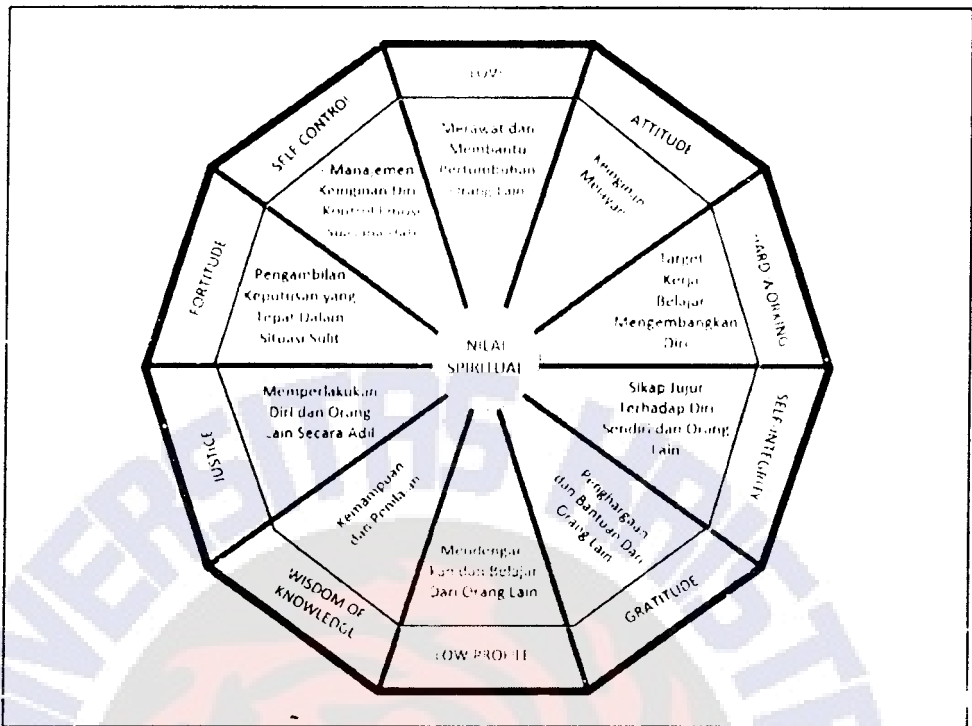 LOVE
Merawat dan
Membantu
Pertumbuhan
Orang Lain
ATTITUDE
Keinginan
Melayani
HARD WORKING
Target
Kerja
Belajar
Mengembangkan
Diri
SELF INTEGRITY
Sikap Jujur
Terhadap Diri
Sendiri dan Orang
Lain
GRATITUDE
Penghargaan
dan Bantuan Dari
Orang Lain
LOW PROFILE
Mendengar
kan dan Belajar
Dari Orang Lain
WISDOM OF
KNOWLEDGE
Kemampuan
dan Penilaian
JUSTICE
Memperlakukan
Diri dan Orang
Lain Secara Adil
FORTITUDE
Pengambilan
Keputusan yang
Tepat Dalam
Situasi Sulit
SELF CONTROL
Manajemen
Keinginan Diri
Kontrol Emosi
NILAI
SPIRITUAL
UNIVERSITAS